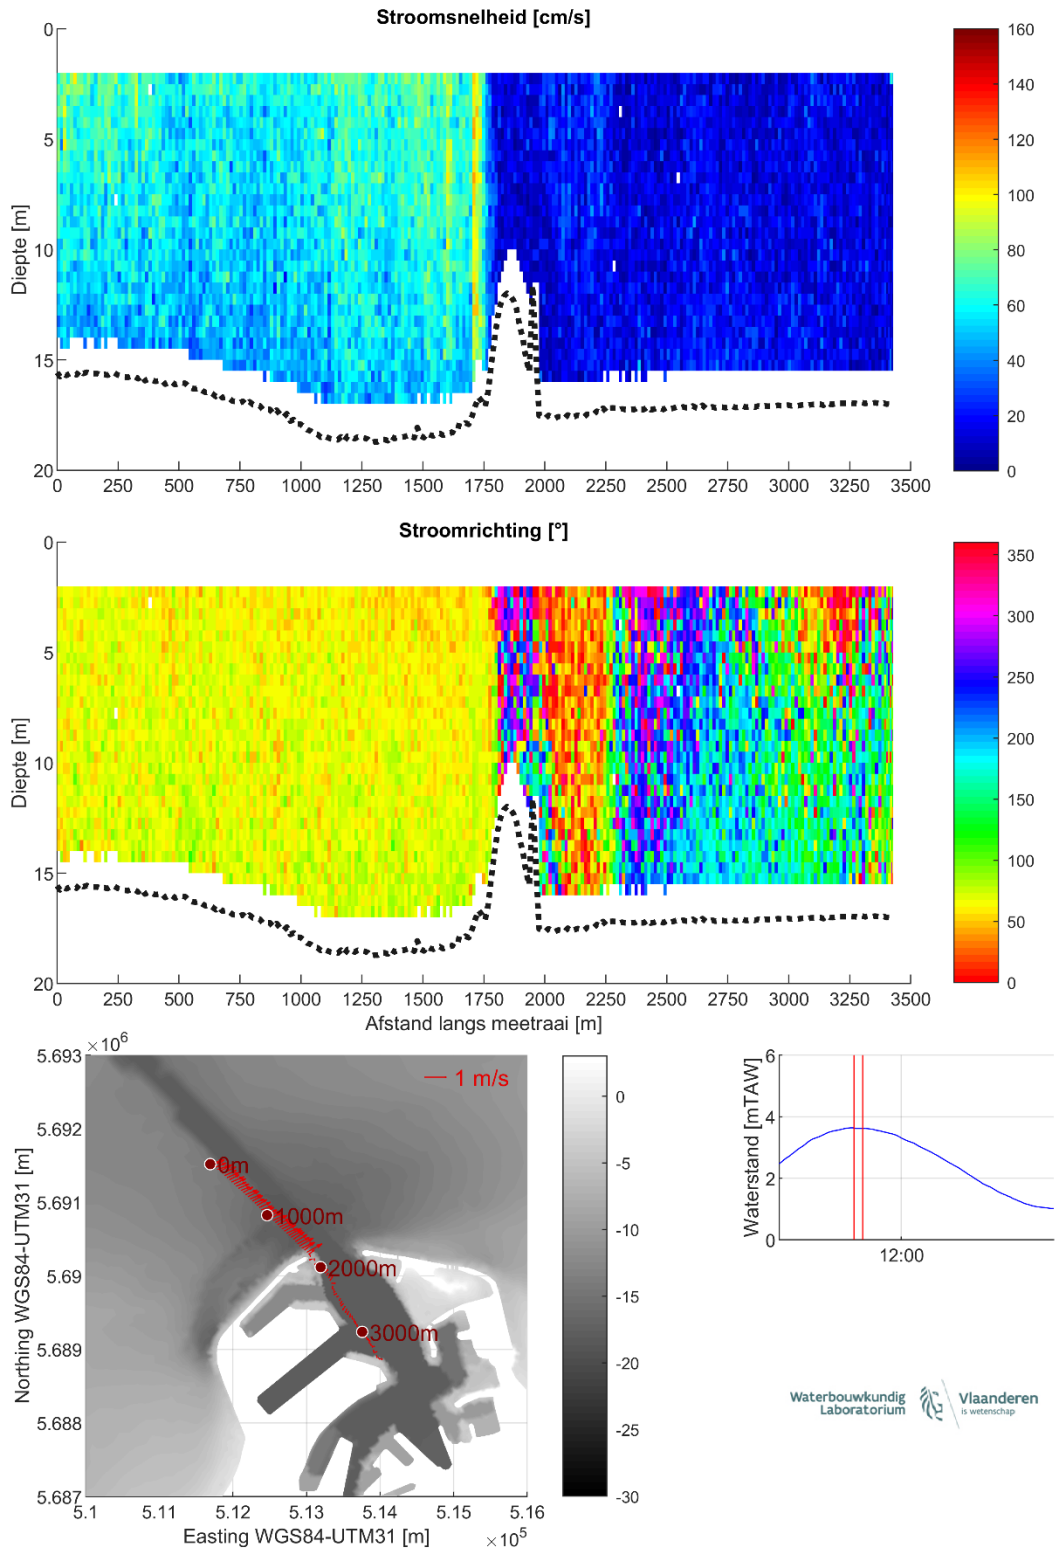 Stroomsnelheid [cm/s]
Diepte [m]
0
5
10
15
20
0 250 500 750 1000 1250 1500 1750 2000 2250 2500 2750 3000 3250 3500
160
140
120
100
80
60
40
20
0
Stroomrichting [°]
Diepte [m]
0
5
10
15
20
0 250 500 750 1000 1250 1500 1750 2000 2250 2500 2750 3000 3250 3500
Afstand langs meetraai [m]
350
300
250
200
150
100
50
0
×10⁶
5.693
5.692
5.691
5.69
5.689
5.688
5.687
Northing WGS84-UTM31 [m]
1 m/s
0m
1000m
2000m
3000m
5.1 5.11 5.12 5.13 5.14 5.15 5.16
Easting WGS84-UTM31 [m]
×10⁵
0
-5
-10
-15
-20
-25
-30
Waterstand [mTAW]
6
4
2
0
12:00
Waterbouwkundig
Laboratorium
Vlaanderen
is wetenschap